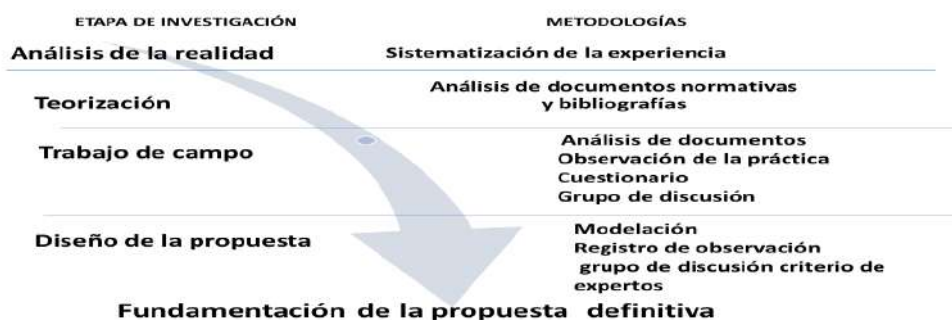 ETAPA DE INVESTIGACIÓN METODOLOGÍAS
Análisis de la realidad Sistematización de la experiencia
Teorización Análisis de documentos normativas
y bibliografías
Trabajo de campo Análisis de documentos
Observación de la práctica
Cuestionario
Grupo de discusión
Diseño de la propuesta Modelación
Registro de observación
grupo de discusión criterio de
expertos
Fundamentación de la propuesta definitiva